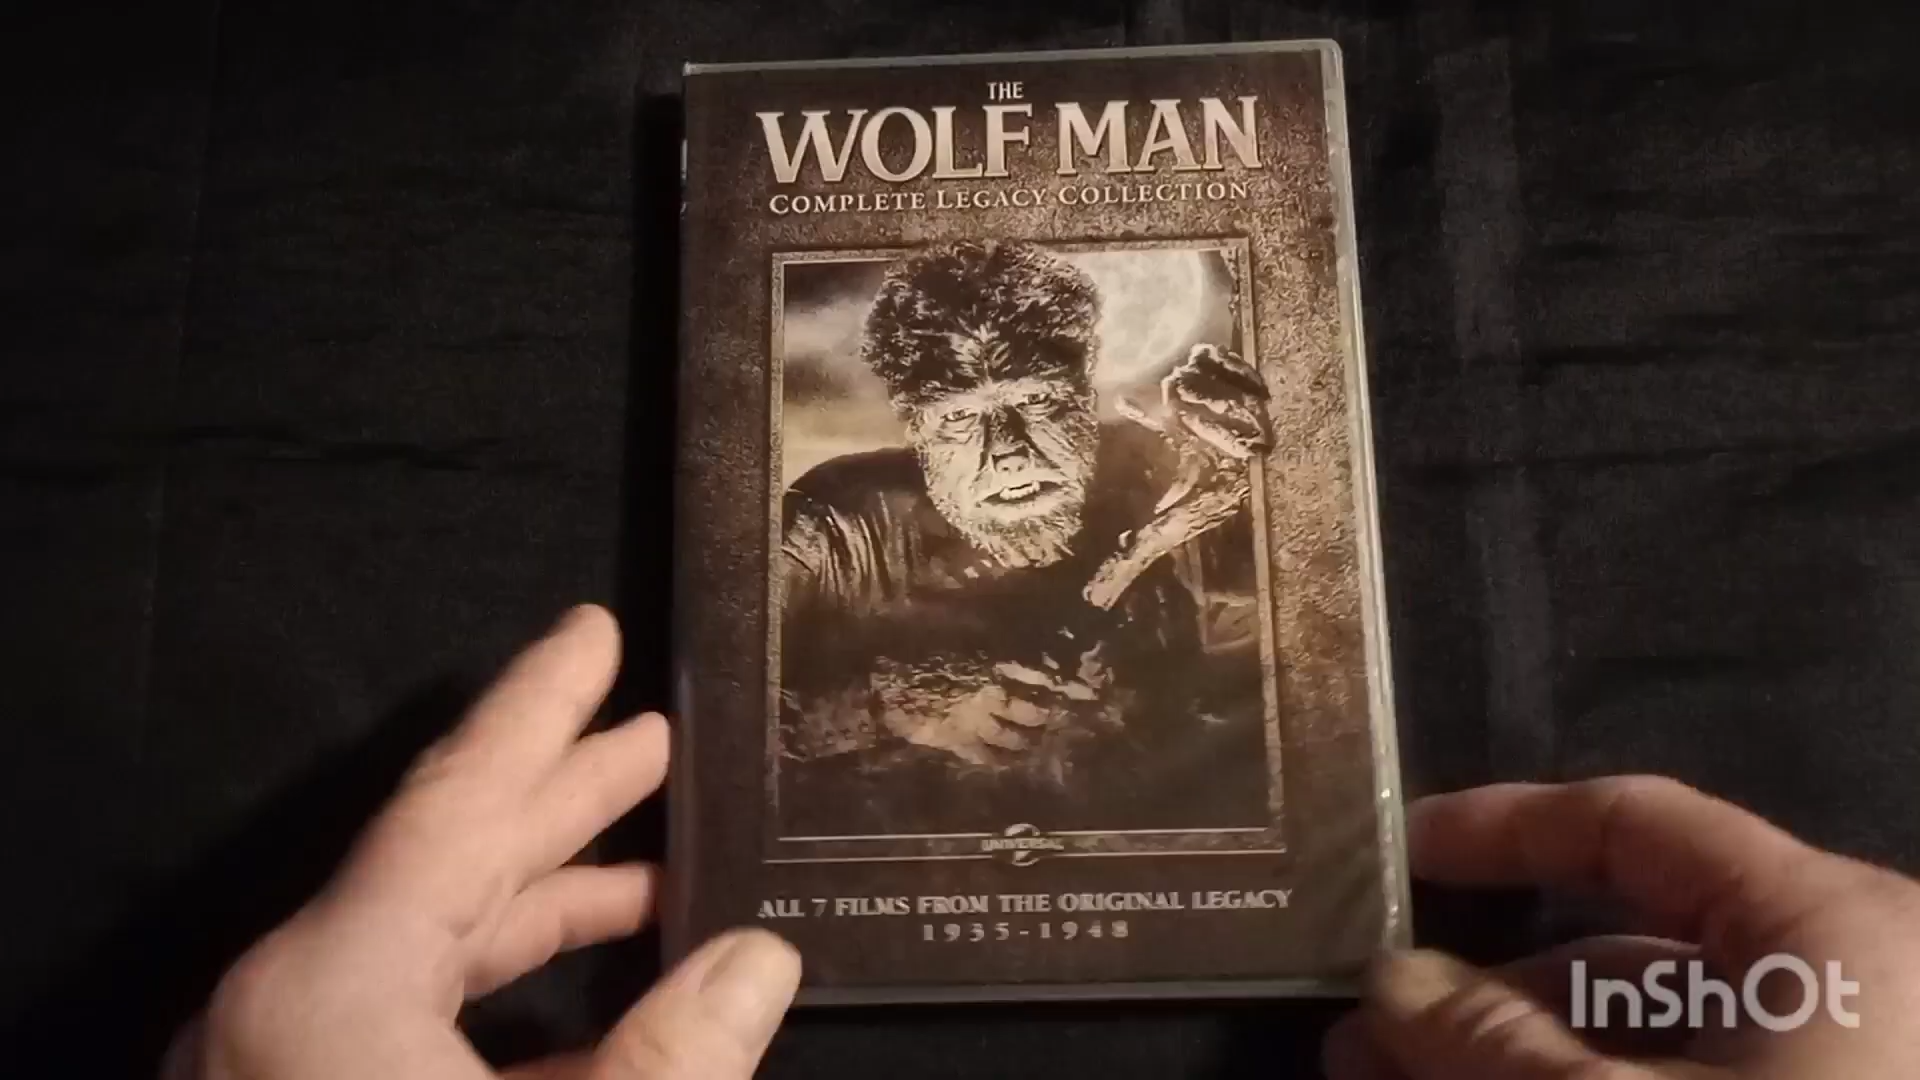 THE
WOLF MAN
COMPLETE LEGACY COLLECTION
UNIVERSAL
ALL 7 FILMS FROM THE ORIGINAL LEGACY
1935-1948
InShOt